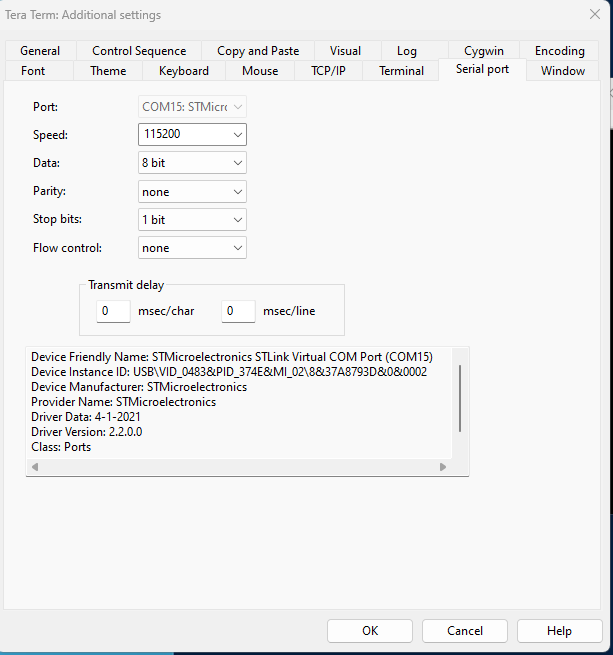 Tera Term: Additional settings
General Control Sequence Copy and Paste Visual Log Cygwin Encoding
Font Theme Keyboard Mouse TCP/IP Terminal Serial port Window
Port: COM15: STMicr
Speed: 115200
Data: 8 bit
Parity: none
Stop bits: 1 bit
Flow control: none
Transmit delay
0 msec/char 0 msec/line
Device Friendly Name: STMicroelectronics STLink Virtual COM Port (COM15)
Device Instance ID: USB\VID_0483&PID_374E&MI_02\8&37A8793D&0&0002
Device Manufacturer: STMicroelectronics
Provider Name: STMicroelectronics
Driver Data: 4-1-2021
Driver Version: 2.2.0.0
Class: Ports
OK Cancel Help